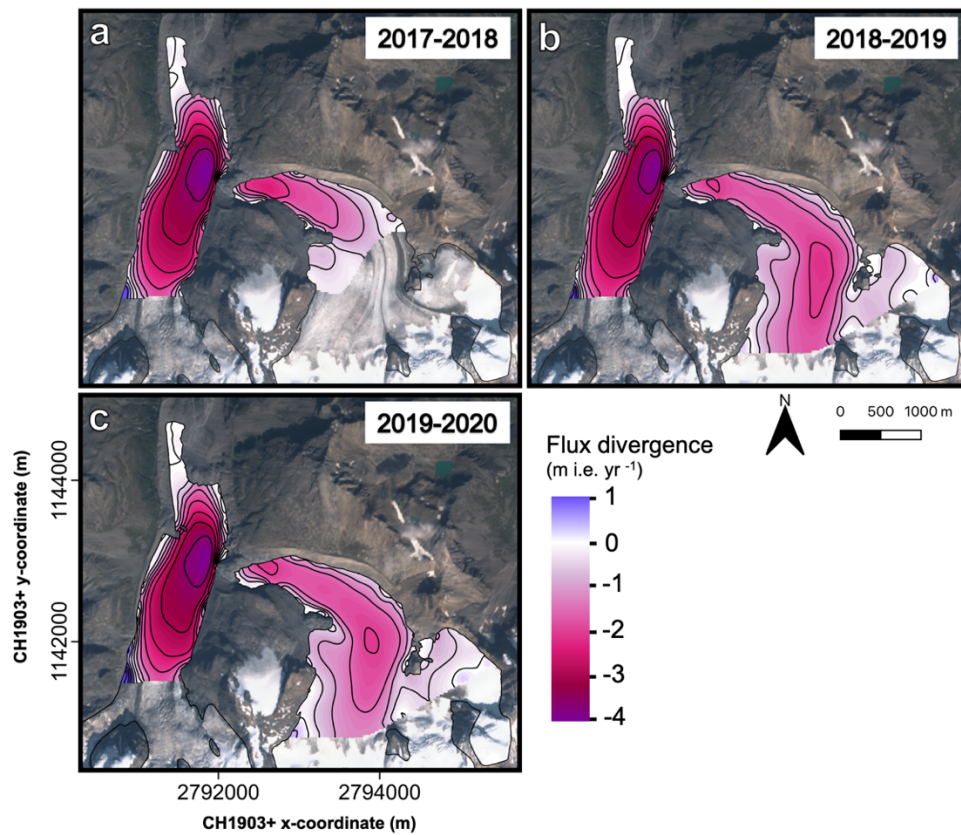 a
2017-2018
b
2018-2019
c
2019-2020
N
0 500 1000 m
Flux divergence
(m i.e. yr ⁻¹)
1
0
-1
-2
-3
-4
1144000
1142000
CH1903+ y-coordinate (m)
2792000 2794000
CH1903+ x-coordinate (m)